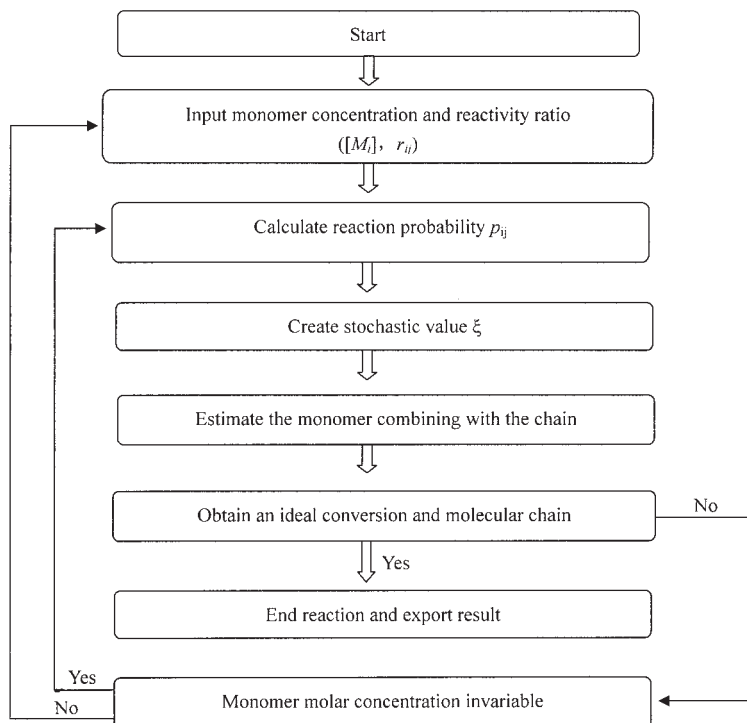 Start
Input monomer concentration and reactivity ratio
([Mi], rij)
Calculate reaction probability pij
Create stochastic value ξ
Estimate the monomer combining with the chain
Obtain an ideal conversion and molecular chain
No
Yes
End reaction and export result
Yes
No
Monomer molar concentration invariable